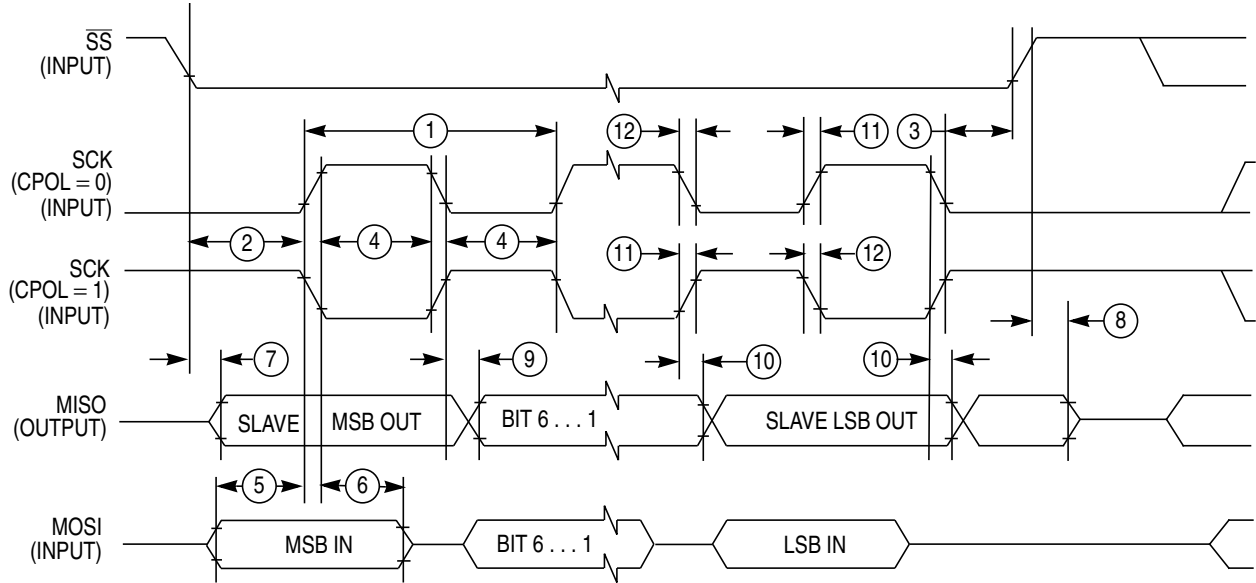 SS
(INPUT)
1
12
11
3
SCK
(CPOL = 0)
(INPUT)
2
4
4
11
12
SCK
(CPOL = 1)
(INPUT)
8
7
9
10
10
MISO
(OUTPUT)
SLAVE MSB OUT
BIT 6 . . . 1
SLAVE LSB OUT
5
6
MOSI
(INPUT)
MSB IN
BIT 6 . . . 1
LSB IN